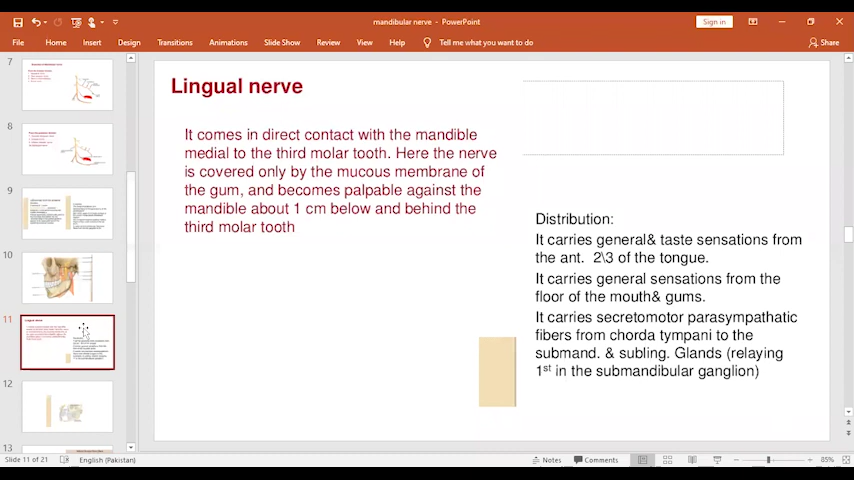 mandibular nerve - PowerPoint
Sign in
File Home Insert Design Transitions Animations Slide Show Review View Help Tell me what you want to do Share
7
8
9
10
11
12
13
Lingual nerve
Lingual nerve
It comes in direct contact with the mandible
medial to the third molar tooth. Here the nerve
is covered only by the mucous membrane of
the gum, and becomes palpable against the
mandible about 1 cm below and behind the
third molar tooth
Distribution:
It carries general& taste sensations from
the ant. 2\3 of the tongue.
It carries general sensations from the
floor of the mouth& gums.
It carries secretomotor parasympathatic
fibers from chorda tympani to the
submand. & subling. Glands (relaying
1st in the submandibular ganglion)
Slide 11 of 21 English (Pakistan) Notes Comments 85%